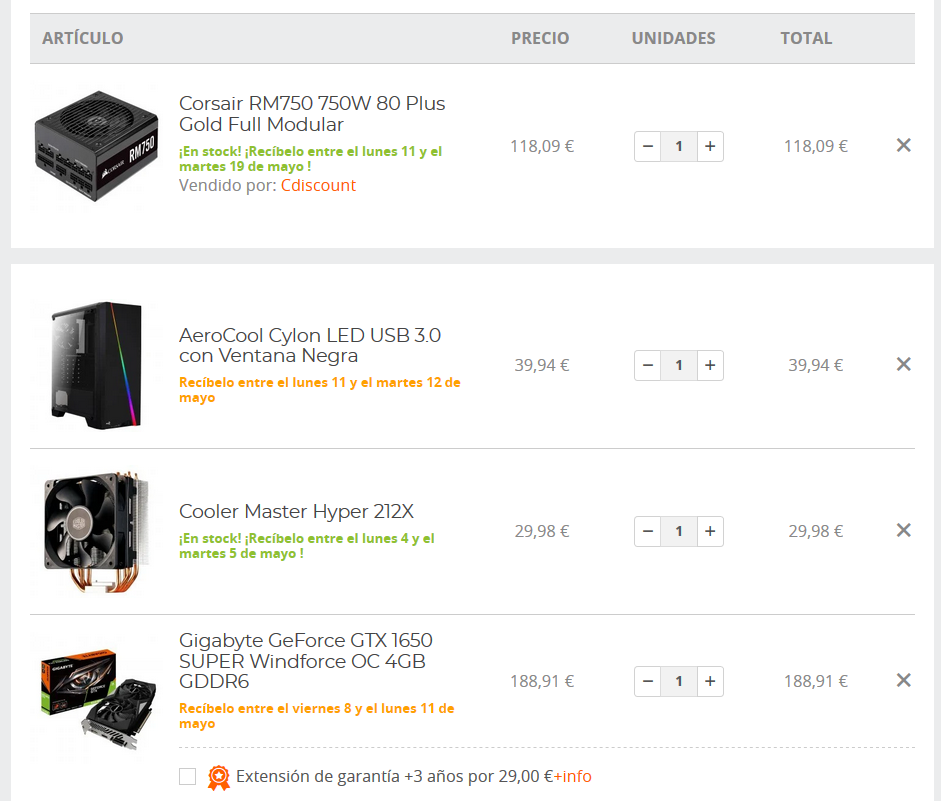 ARTÍCULO PRECIO UNIDADES TOTAL
Corsair RM750 750W 80 Plus
Gold Full Modular
¡En stock! ¡Recíbelo entre el lunes 11 y el
martes 19 de mayo !
Vendido por: Cdiscount
118,09 € − 1 + 118,09 € ✕
CORSAIR RM750
AeroCool Cylon LED USB 3.0
con Ventana Negra
Recíbelo entre el lunes 11 y el martes 12 de
mayo
39,94 € − 1 + 39,94 € ✕
Cooler Master Hyper 212X
¡En stock! ¡Recíbelo entre el lunes 4 y el
martes 5 de mayo !
29,98 € − 1 + 29,98 € ✕
Gigabyte GeForce GTX 1650
SUPER Windforce OC 4GB
GDDR6
Recíbelo entre el viernes 8 y el lunes 11 de
mayo
188,91 € − 1 + 188,91 € ✕
GIGABYTE
Extensión de garantía +3 años por 29,00 €+info